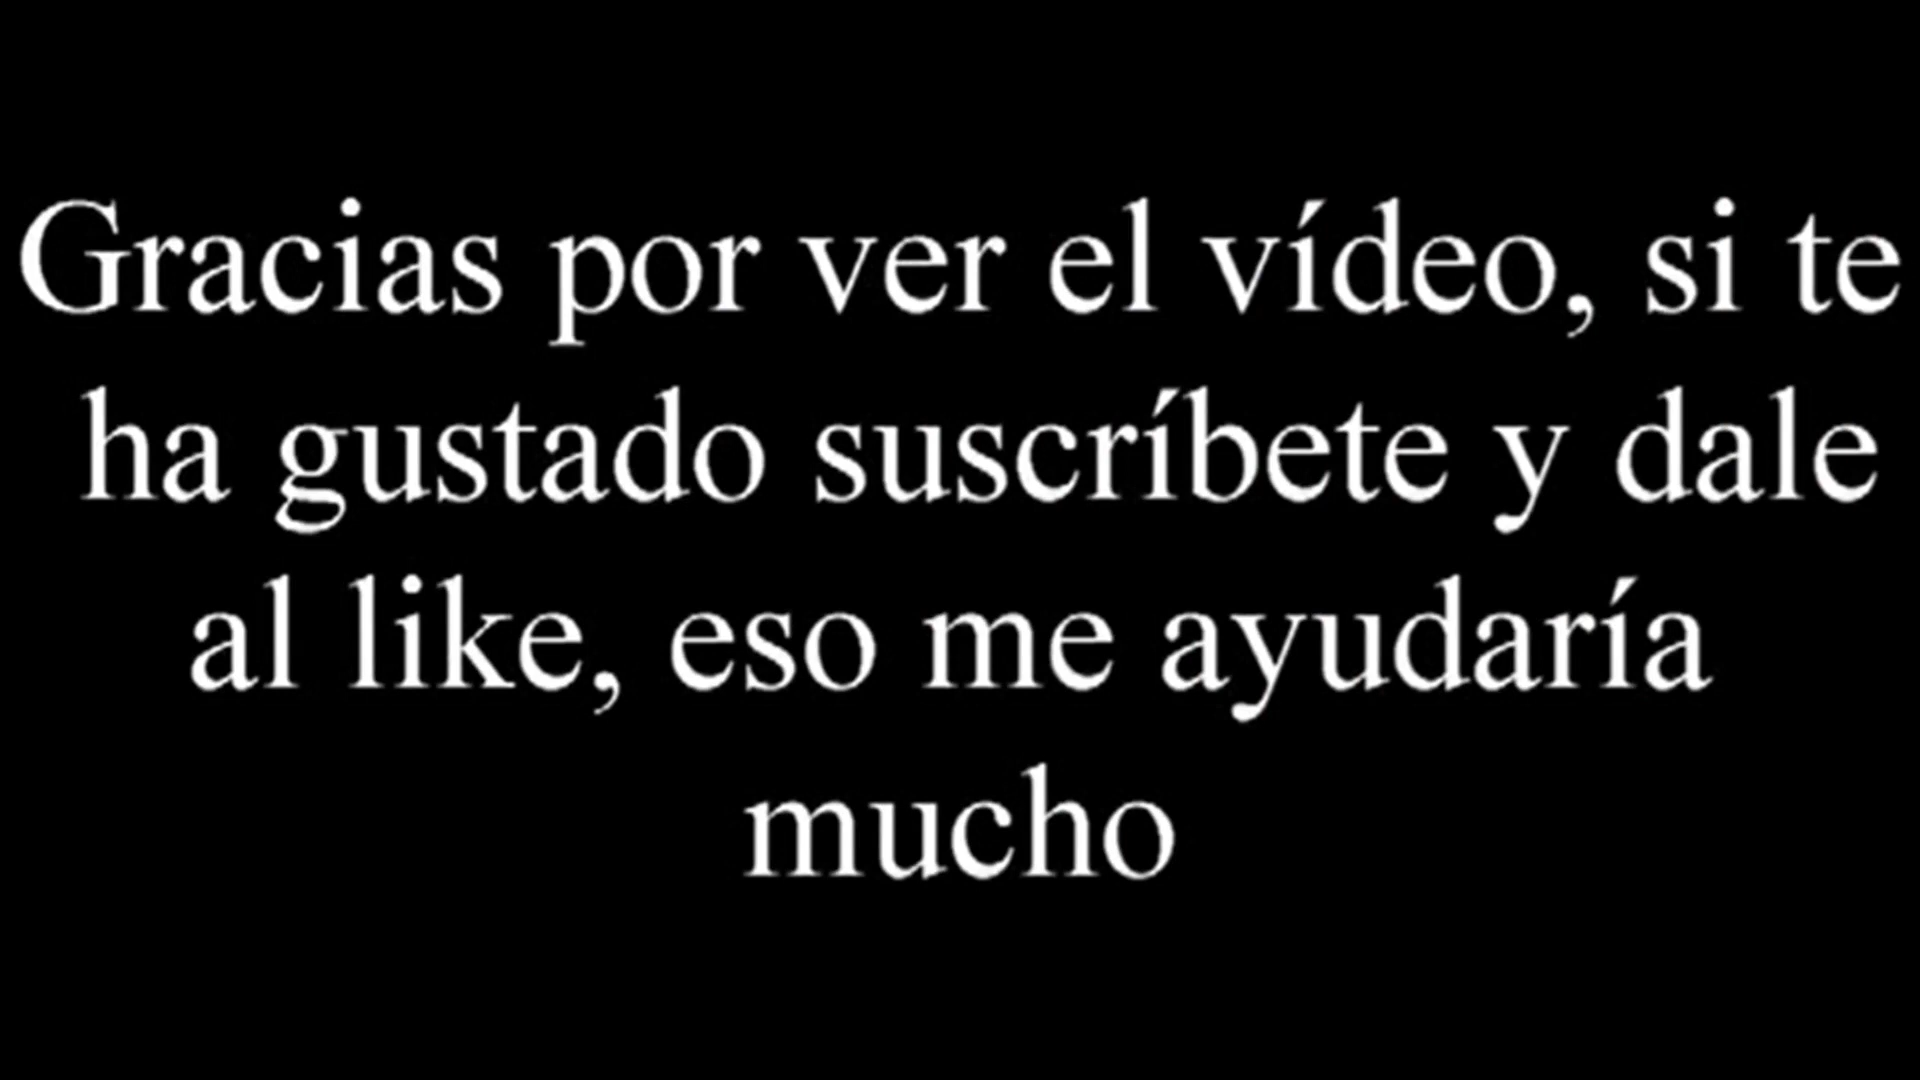 Gracias por ver el vídeo, si te
ha gustado suscríbete y dale
al like, eso me ayudaría
mucho